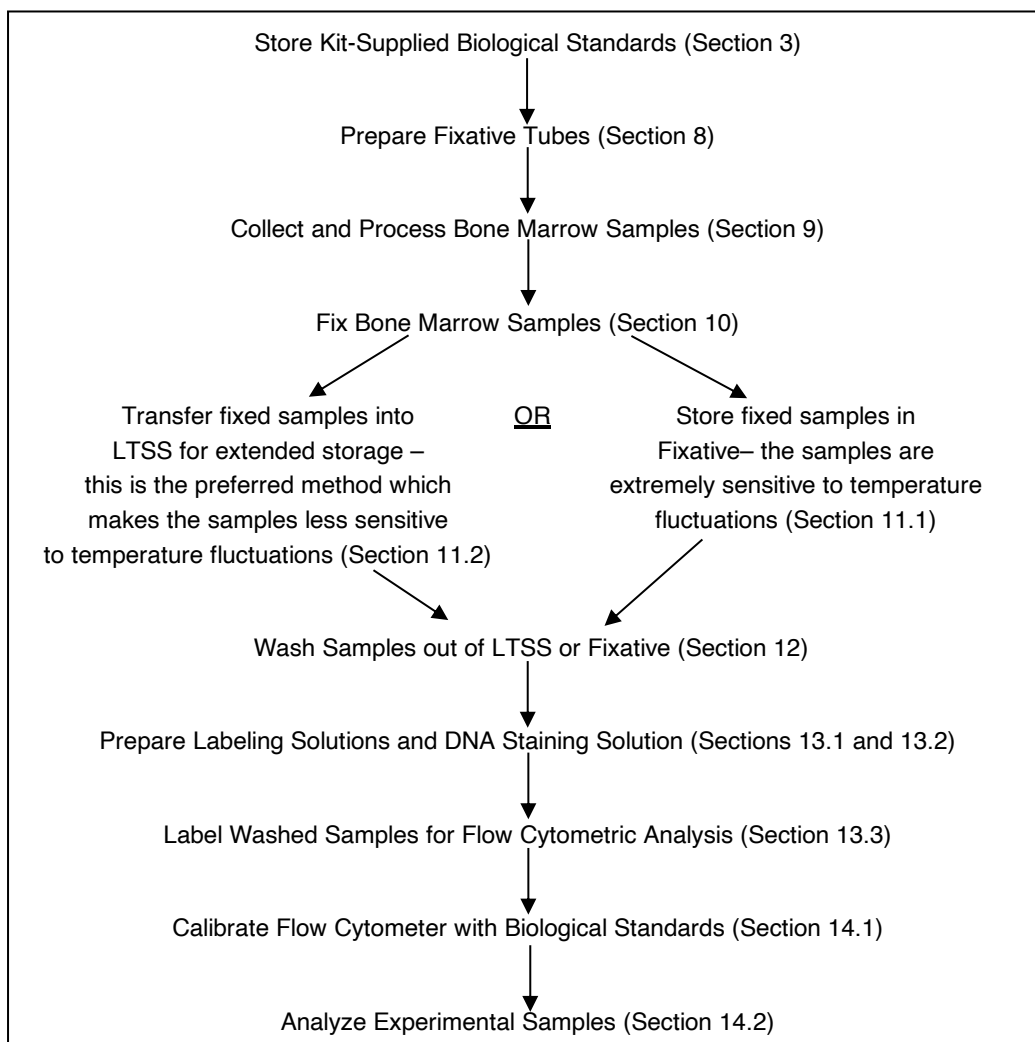 Store Kit-Supplied Biological Standards (Section 3)
Prepare Fixative Tubes (Section 8)
Collect and Process Bone Marrow Samples (Section 9)
Fix Bone Marrow Samples (Section 10)
Transfer fixed samples into
LTSS for extended storage –
this is the preferred method which
makes the samples less sensitive
to temperature fluctuations (Section 11.2)
OR
Store fixed samples in
Fixative– the samples are
extremely sensitive to temperature
fluctuations (Section 11.1)
Wash Samples out of LTSS or Fixative (Section 12)
Prepare Labeling Solutions and DNA Staining Solution (Sections 13.1 and 13.2)
Label Washed Samples for Flow Cytometric Analysis (Section 13.3)
Calibrate Flow Cytometer with Biological Standards (Section 14.1)
Analyze Experimental Samples (Section 14.2)